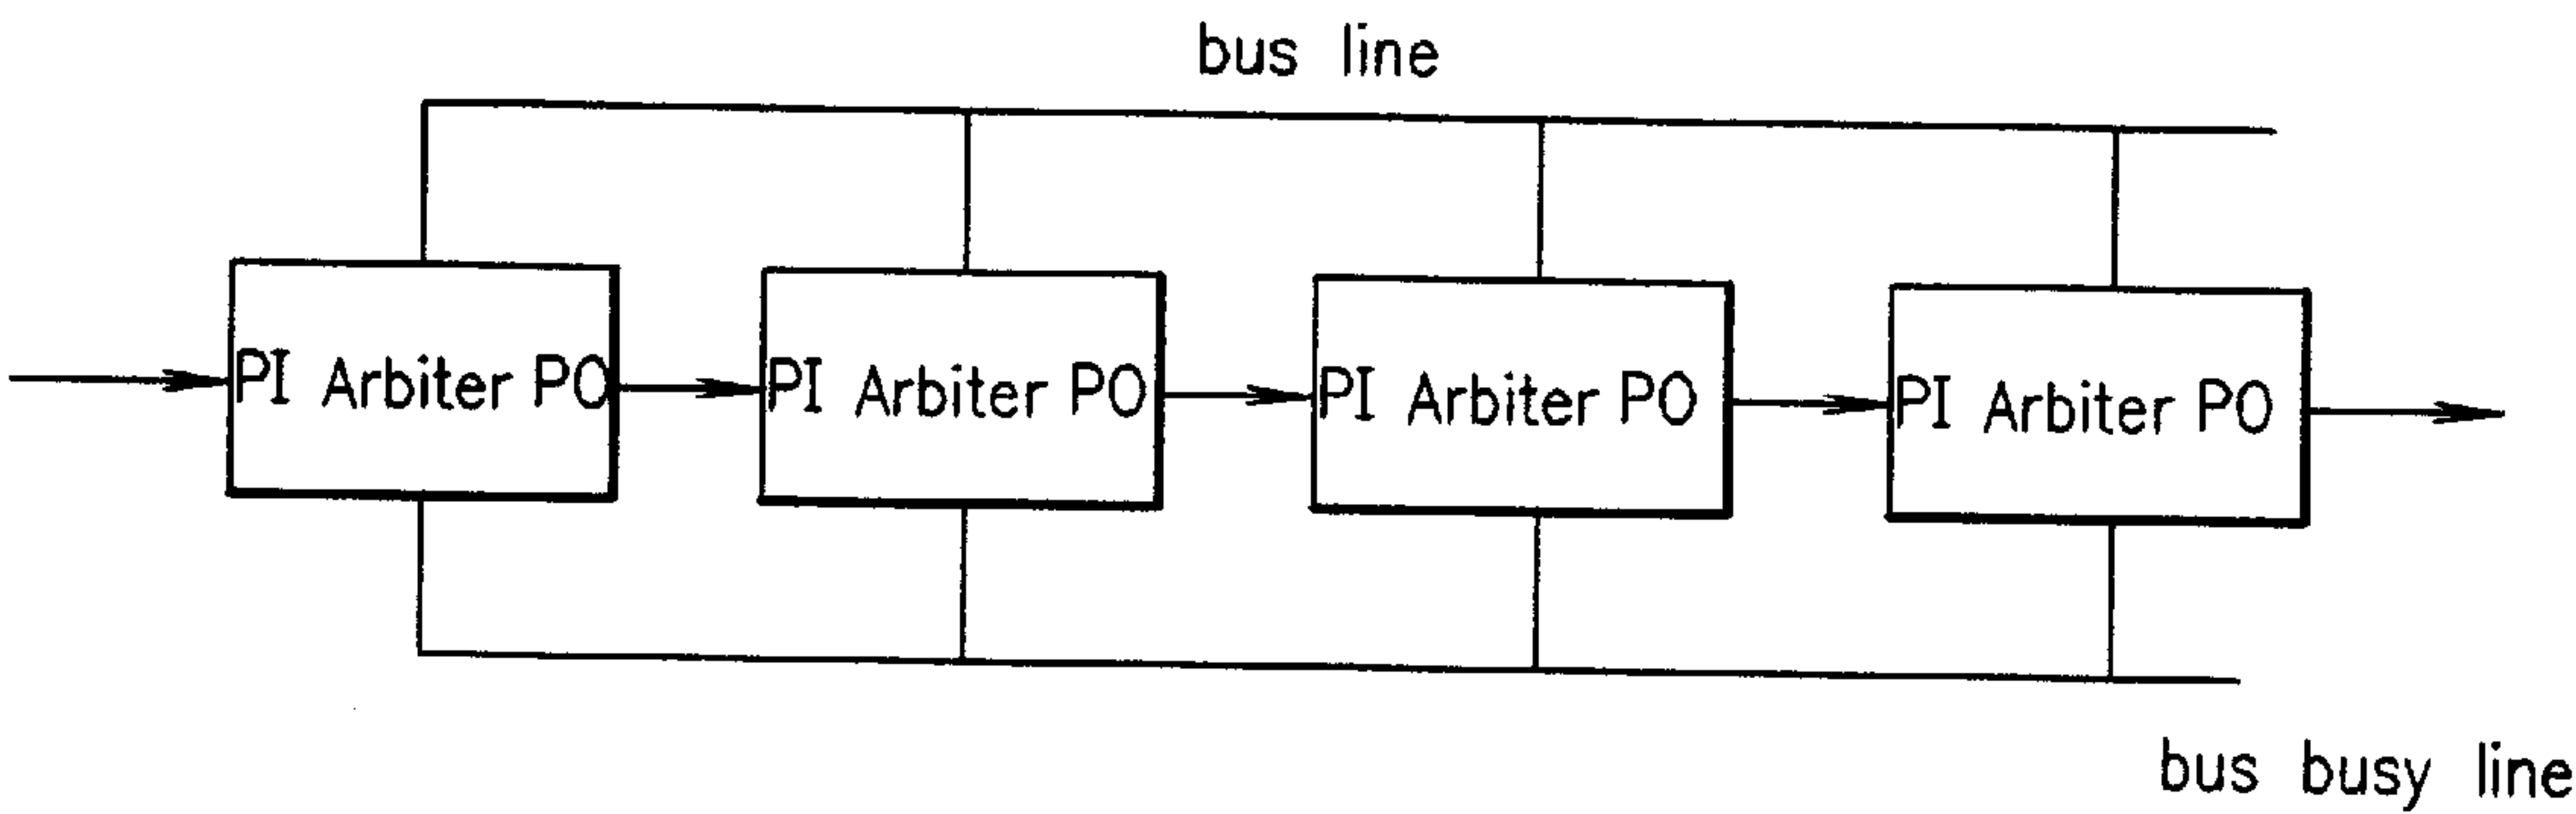 bus line
PI Arbiter PO PI Arbiter PO PI Arbiter PO PI Arbiter PO
bus busy line